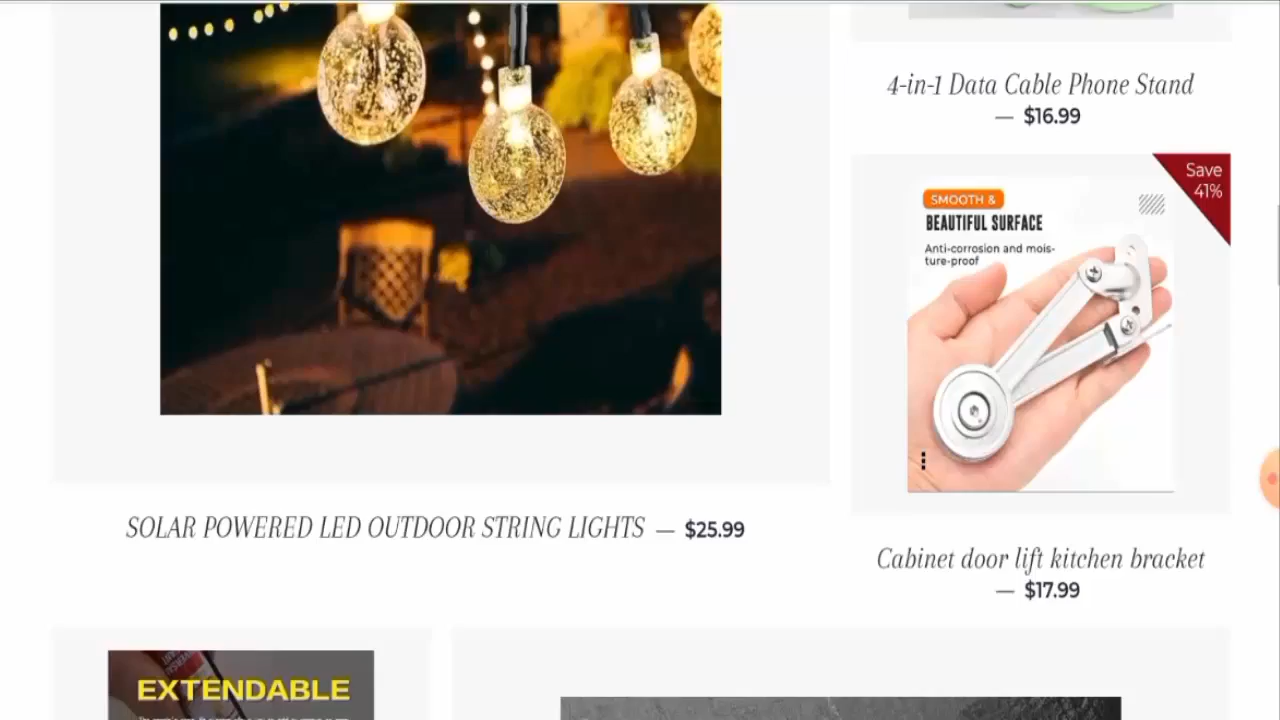 4-in-1 Data Cable Phone Stand
— $16.99
Save
41%
SMOOTH &
BEAUTIFUL SURFACE
Anti-corrosion and mois-
ture-proof
SOLAR POWERED LED OUTDOOR STRING LIGHTS — $25.99
Cabinet door lift kitchen bracket
— $17.99
EXTENDABLE